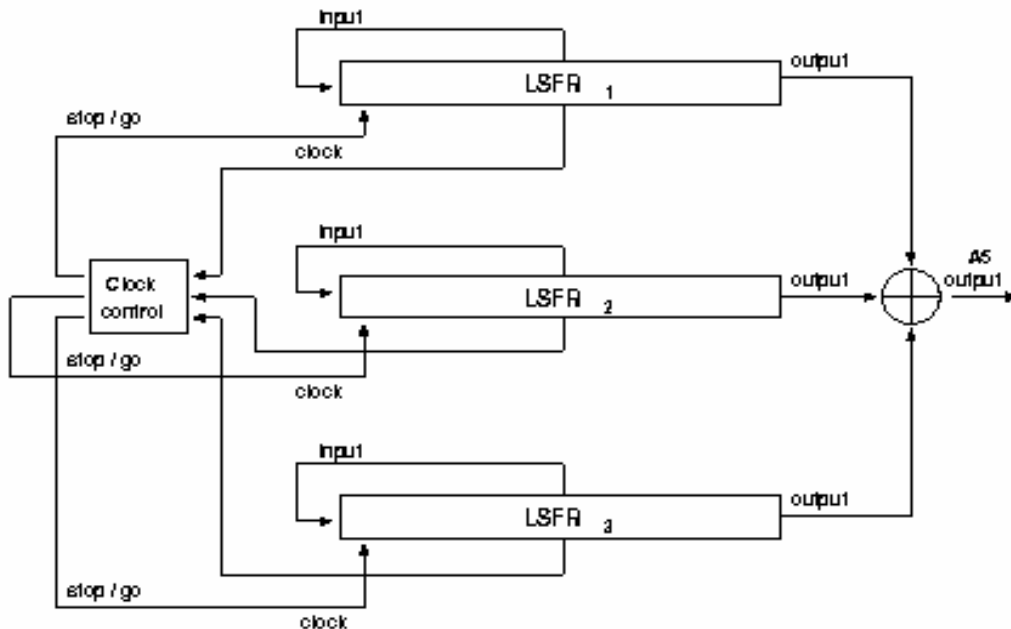 input
output
LSFR 1
stop / go
clock
input
A5
output
output
Clock
control
LSFR 2
stop / go
clock
input
output
LSFR 3
stop / go
clock